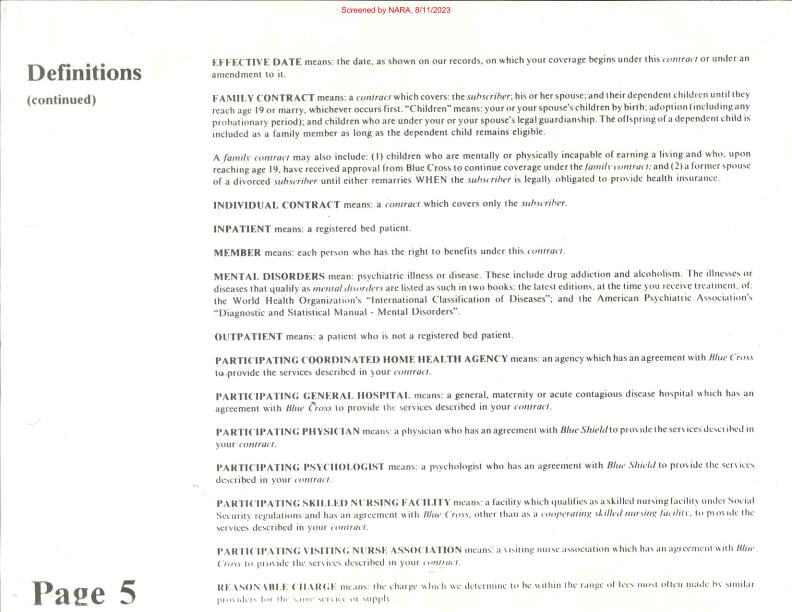 Screened by NARA, 8/11/2023
Definitions
(continued)
EFFECTIVE DATE means: the date, as shown on our records, on which your coverage begins under this contract or under an
amendment to it.
FAMILY CONTRACT means: a contract which covers: the subscriber; his or her spouse; and their dependent children until they
reach age 19 or marry, whichever occurs first. "Children" means: your or your spouse's children by birth; adoption (including any
probationary period); and children who are under your or your spouse's legal guardianship. The offspring of a dependent child is
included as a family member as long as the dependent child remains eligible.
A family contract may also include: (1) children who are mentally or physically incapable of earning a living and who, upon
reaching age 19, have received approval from Blue Cross to continue coverage under the family contract; and (2) a former spouse
of a divorced subscriber until either remarries WHEN the subscriber is legally obligated to provide health insurance.
INDIVIDUAL CONTRACT means: a contract which covers only the subscriber.
INPATIENT means: a registered bed patient.
MEMBER means: each person who has the right to benefits under this contract.
MENTAL DISORDERS mean: psychiatric illness or disease. These include drug addiction and alcoholism. The illnesses or
diseases that qualify as mental disorders are listed as such in two books: the latest editions, at the time you receive treatment, of:
the World Health Organization's "International Classification of Diseases"; and the American Psychiatric Association's
"Diagnostic and Statistical Manual - Mental Disorders".
OUTPATIENT means: a patient who is not a registered bed patient.
PARTICIPATING COORDINATED HOME HEALTH AGENCY means: an agency which has an agreement with Blue Cross
to provide the services described in your contract.
PARTICIPATING GENERAL HOSPITAL means: a general, maternity or acute contagious disease hospital which has an
agreement with Blue Cross to provide the services described in your contract.
PARTICIPATING PHYSICIAN means: a physician who has an agreement with Blue Shield to provide the services described in
your contract.
PARTICIPATING PSYCHOLOGIST means: a psychologist who has an agreement with Blue Shield to provide the services
described in your contract.
PARTICIPATING SKILLED NURSING FACILITY means: a facility which qualifies as a skilled nursing facility under Social
Security regulations and has an agreement with Blue Cross, other than as a cooperating skilled nursing facility, to provide the
services described in your contract.
PARTICIPATING VISITING NURSE ASSOCIATION means: a visiting nurse association which has an agreement with Blue
Cross to provide the services described in your contract.
REASONABLE CHARGE means: the charge which we determine to be within the range of fees most often made by similar
providers for the same service or supply.
Page 5